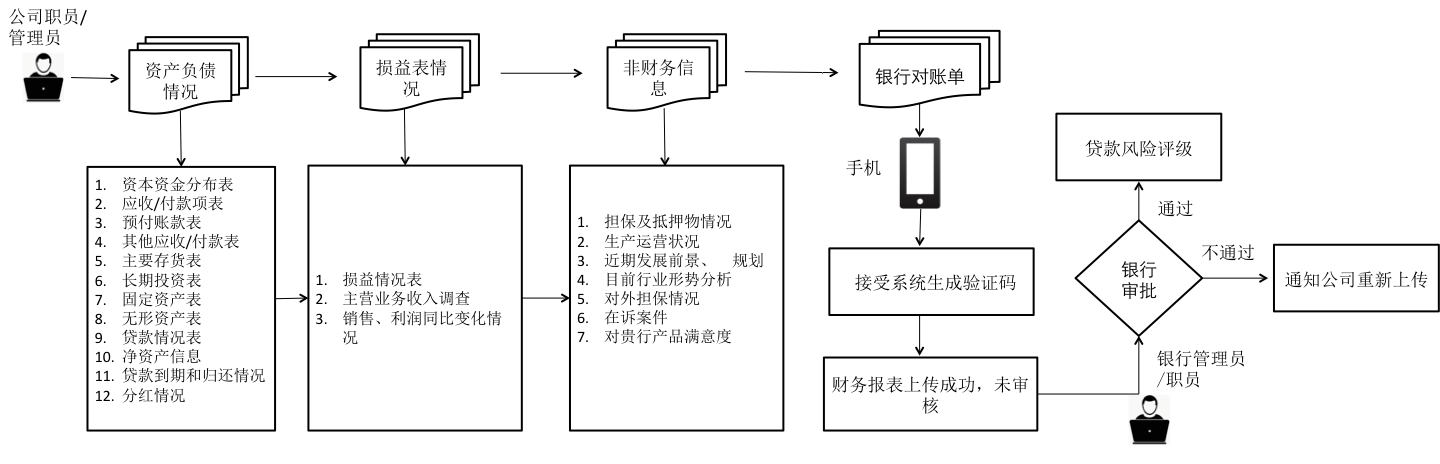 公司职员/
管理员
资产负债
情况
损益表情
况
非财务信
息
银行对账单
1. 资本资金分布表
2. 应收/付款项表
3. 预付账款表
4. 其他应收/付款表
5. 主要存货表
6. 长期投资表
7. 固定资产表
8. 无形资产表
9. 贷款情况表
10. 净资产信息
11. 贷款到期和归还情况
12. 分红情况
1. 损益情况表
2. 主营业务收入调查
3. 销售、利润同比变化情
况
1. 担保及抵押物情况
2. 生产运营状况
3. 近期发展前景、 规划
4. 目前行业形势分析
5. 对外担保情况
6. 在诉案件
7. 对贵行产品满意度
手机
接受系统生成验证码
财务报表上传成功，未审
核
银行管理员
/职员
银行
审批
通过
贷款风险评级
不通过
通知公司重新上传